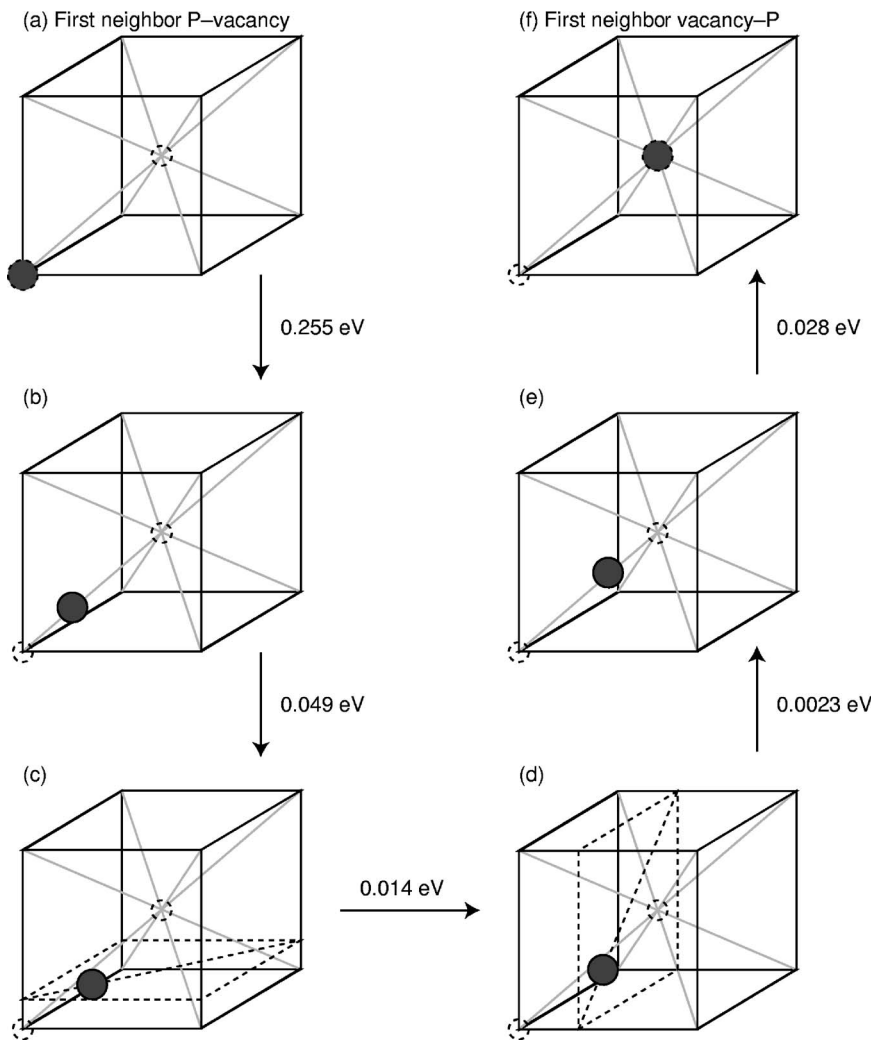 (a) First neighbor P–vacancy
(f) First neighbor vacancy–P
0.255 eV
0.028 eV
(b)
(e)
0.049 eV
0.0023 eV
(c)
(d)
0.014 eV